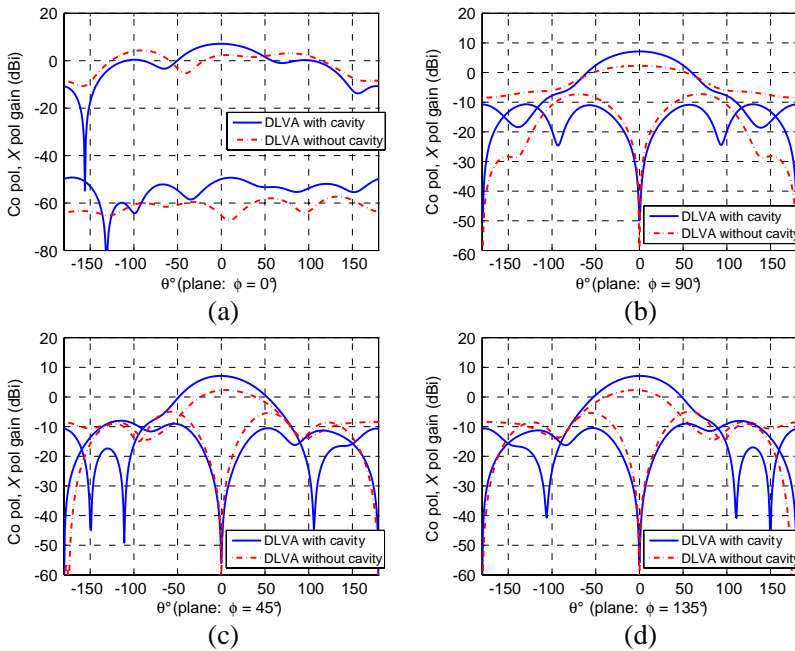 20
0
-20
-40
-60
-80
Co pol, X pol gain (dBi)
DLVA with cavity
DLVA without cavity
-150 -100 -50 0 50 100 150
θ° (plane: ϕ = 0°)
(a)
20
10
0
-10
-20
-30
-40
-50
-60
Co pol, X pol gain (dBi)
DLVA with cavity
DLVA without cavity
-150 -100 -50 0 50 100 150
θ° (plane: ϕ = 90°)
(b)
20
10
0
-10
-20
-30
-40
-50
-60
Co pol, X pol gain (dBi)
DLVA with cavity
DLVA without cavity
-150 -100 -50 0 50 100 150
θ° (plane: ϕ = 45°)
(c)
20
10
0
-10
-20
-30
-40
-50
-60
Co pol, X pol gain (dBi)
DLVA with cavity
DLVA without cavity
-150 -100 -50 0 50 100 150
θ° (plane: ϕ = 135°)
(d)